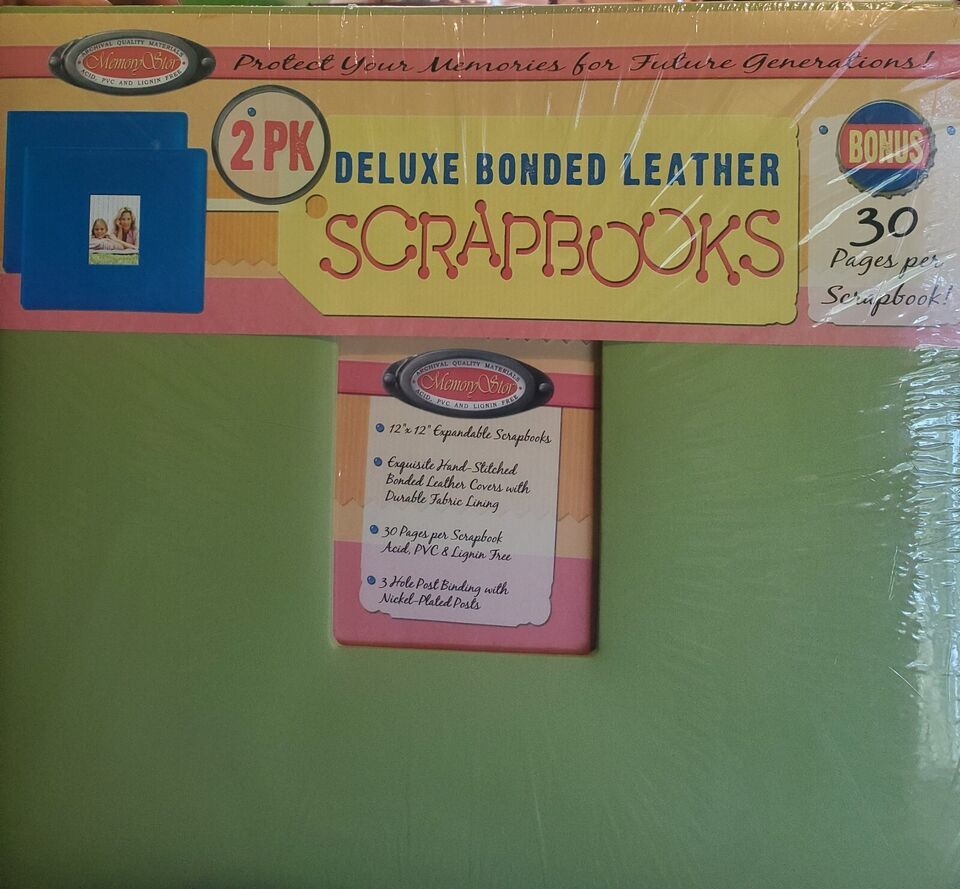 ARCHIVAL QUALITY MATERIALS
MemoryStor
ACID, PVC AND LIGNIN FREE
Protect Your Memories for Future Generations!
2 PK
DELUXE BONDED LEATHER
SCRAPBOOKS
BONUS
30
Pages per
Scrapbook!
ARCHIVAL QUALITY MATERIALS
MemoryStor
ACID, PVC AND LIGNIN FREE
12"x 12" Expandable Scrapbooks
Exquisite Hand-Stitched
Bonded Leather Covers with
Durable Fabric Lining
30 Pages per Scrapbook
Acid, PVC & Lignin Free
3 Hole Post Binding with
Nickel-Plated Posts